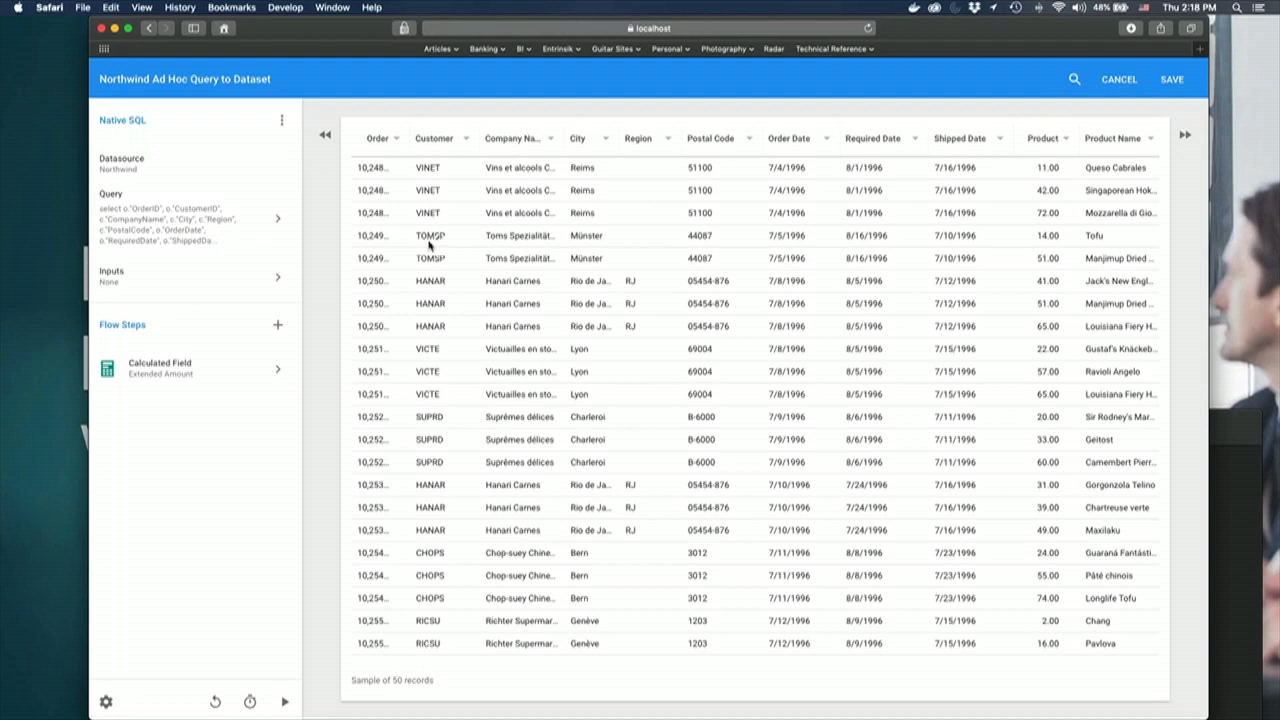 Safari File Edit View History Bookmarks Develop Window Help 48% Thu 2:18 PM
localhost
Articles Banking BI Entrinsik Guitar Sites Personal Photography Radar Technical Reference
Northwind Ad Hoc Query to Dataset CANCEL SAVE
Native SQL
Datasource
Northwind
Query
select o."OrderID", o."CustomerID",
c."CompanyName", c."City", c."Region",
c."PostalCode", o."OrderDate",
o."RequiredDate", o."ShippedDa...
Inputs
None
Flow Steps
Calculated Field
Extended Amount
Order Customer Company Na... City Region Postal Code Order Date Required Date Shipped Date Product Product Name
10,248... VINET Vins et alcools C... Reims 51100 7/4/1996 8/1/1996 7/16/1996 11.00 Queso Cabrales
10,248... VINET Vins et alcools C... Reims 51100 7/4/1996 8/1/1996 7/16/1996 42.00 Singaporean Hok...
10,248... VINET Vins et alcools C... Reims 51100 7/4/1996 8/1/1996 7/16/1996 72.00 Mozzarella di Gio...
10,249... TOMSP Toms Spezialität... Münster 44087 7/5/1996 8/16/1996 7/10/1996 14.00 Tofu
10,249... TOMSP Toms Spezialität... Münster 44087 7/5/1996 8/16/1996 7/10/1996 51.00 Manjimup Dried ...
10,250... HANAR Hanari Carnes Rio de Ja... RJ 05454-876 7/8/1996 8/5/1996 7/12/1996 41.00 Jack's New Engl...
10,250... HANAR Hanari Carnes Rio de Ja... RJ 05454-876 7/8/1996 8/5/1996 7/12/1996 51.00 Manjimup Dried ...
10,250... HANAR Hanari Carnes Rio de Ja... RJ 05454-876 7/8/1996 8/5/1996 7/12/1996 65.00 Louisiana Fiery H...
10,251... VICTE Victuailles en sto... Lyon 69004 7/8/1996 8/5/1996 7/15/1996 22.00 Gustaf's Knäckeb...
10,251... VICTE Victuailles en sto... Lyon 69004 7/8/1996 8/5/1996 7/15/1996 57.00 Ravioli Angelo
10,251... VICTE Victuailles en sto... Lyon 69004 7/8/1996 8/5/1996 7/15/1996 65.00 Louisiana Fiery H...
10,252... SUPRD Suprêmes délices Charleroi B-6000 7/9/1996 8/6/1996 7/11/1996 20.00 Sir Rodney's Mar...
10,252... SUPRD Suprêmes délices Charleroi B-6000 7/9/1996 8/6/1996 7/11/1996 33.00 Geitost
10,252... SUPRD Suprêmes délices Charleroi B-6000 7/9/1996 8/6/1996 7/11/1996 60.00 Camembert Pierr...
10,253... HANAR Hanari Carnes Rio de Ja... RJ 05454-876 7/10/1996 7/24/1996 7/16/1996 31.00 Gorgonzola Telino
10,253... HANAR Hanari Carnes Rio de Ja... RJ 05454-876 7/10/1996 7/24/1996 7/16/1996 39.00 Chartreuse verte
10,253... HANAR Hanari Carnes Rio de Ja... RJ 05454-876 7/10/1996 7/24/1996 7/16/1996 49.00 Maxilaku
10,254... CHOPS Chop-suey Chine... Bern 3012 7/11/1996 8/8/1996 7/23/1996 24.00 Guaraná Fantásti...
10,254... CHOPS Chop-suey Chine... Bern 3012 7/11/1996 8/8/1996 7/23/1996 55.00 Pâté chinois
10,254... CHOPS Chop-suey Chine... Bern 3012 7/11/1996 8/8/1996 7/23/1996 74.00 Longlife Tofu
10,255... RICSU Richter Supermar... Genève 1203 7/12/1996 8/9/1996 7/15/1996 2.00 Chang
10,255... RICSU Richter Supermar... Genève 1203 7/12/1996 8/9/1996 7/15/1996 16.00 Pavlova
Sample of 50 records